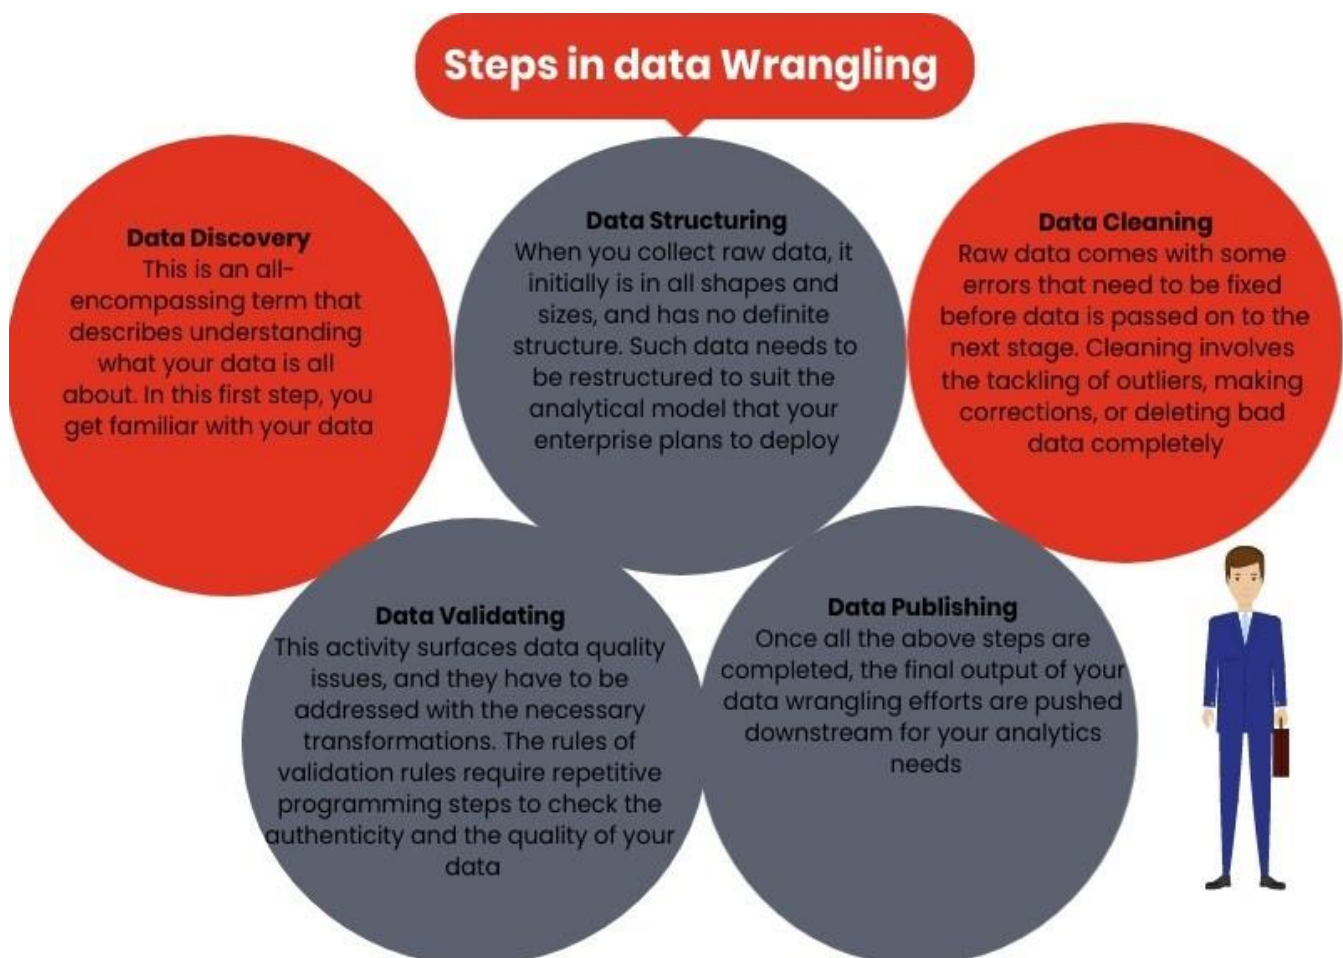 Steps in data Wrangling
Data Discovery
This is an all-
encompassing term that
describes understanding
what your data is all
about. In this first step, you
get familiar with your data
Data Structuring
When you collect raw data, it
initially is in all shapes and
sizes, and has no definite
structure. Such data needs to
be restructured to suit the
analytical model that your
enterprise plans to deploy
Data Cleaning
Raw data comes with some
errors that need to be fixed
before data is passed on to the
next stage. Cleaning involves
the tackling of outliers, making
corrections, or deleting bad
data completely
Data Validating
This activity surfaces data quality
issues, and they have to be
addressed with the necessary
transformations. The rules of
validation rules require repetitive
programming steps to check the
authenticity and the quality of your
data
Data Publishing
Once all the above steps are
completed, the final output of your
data wrangling efforts are pushed
downstream for your analytics
needs